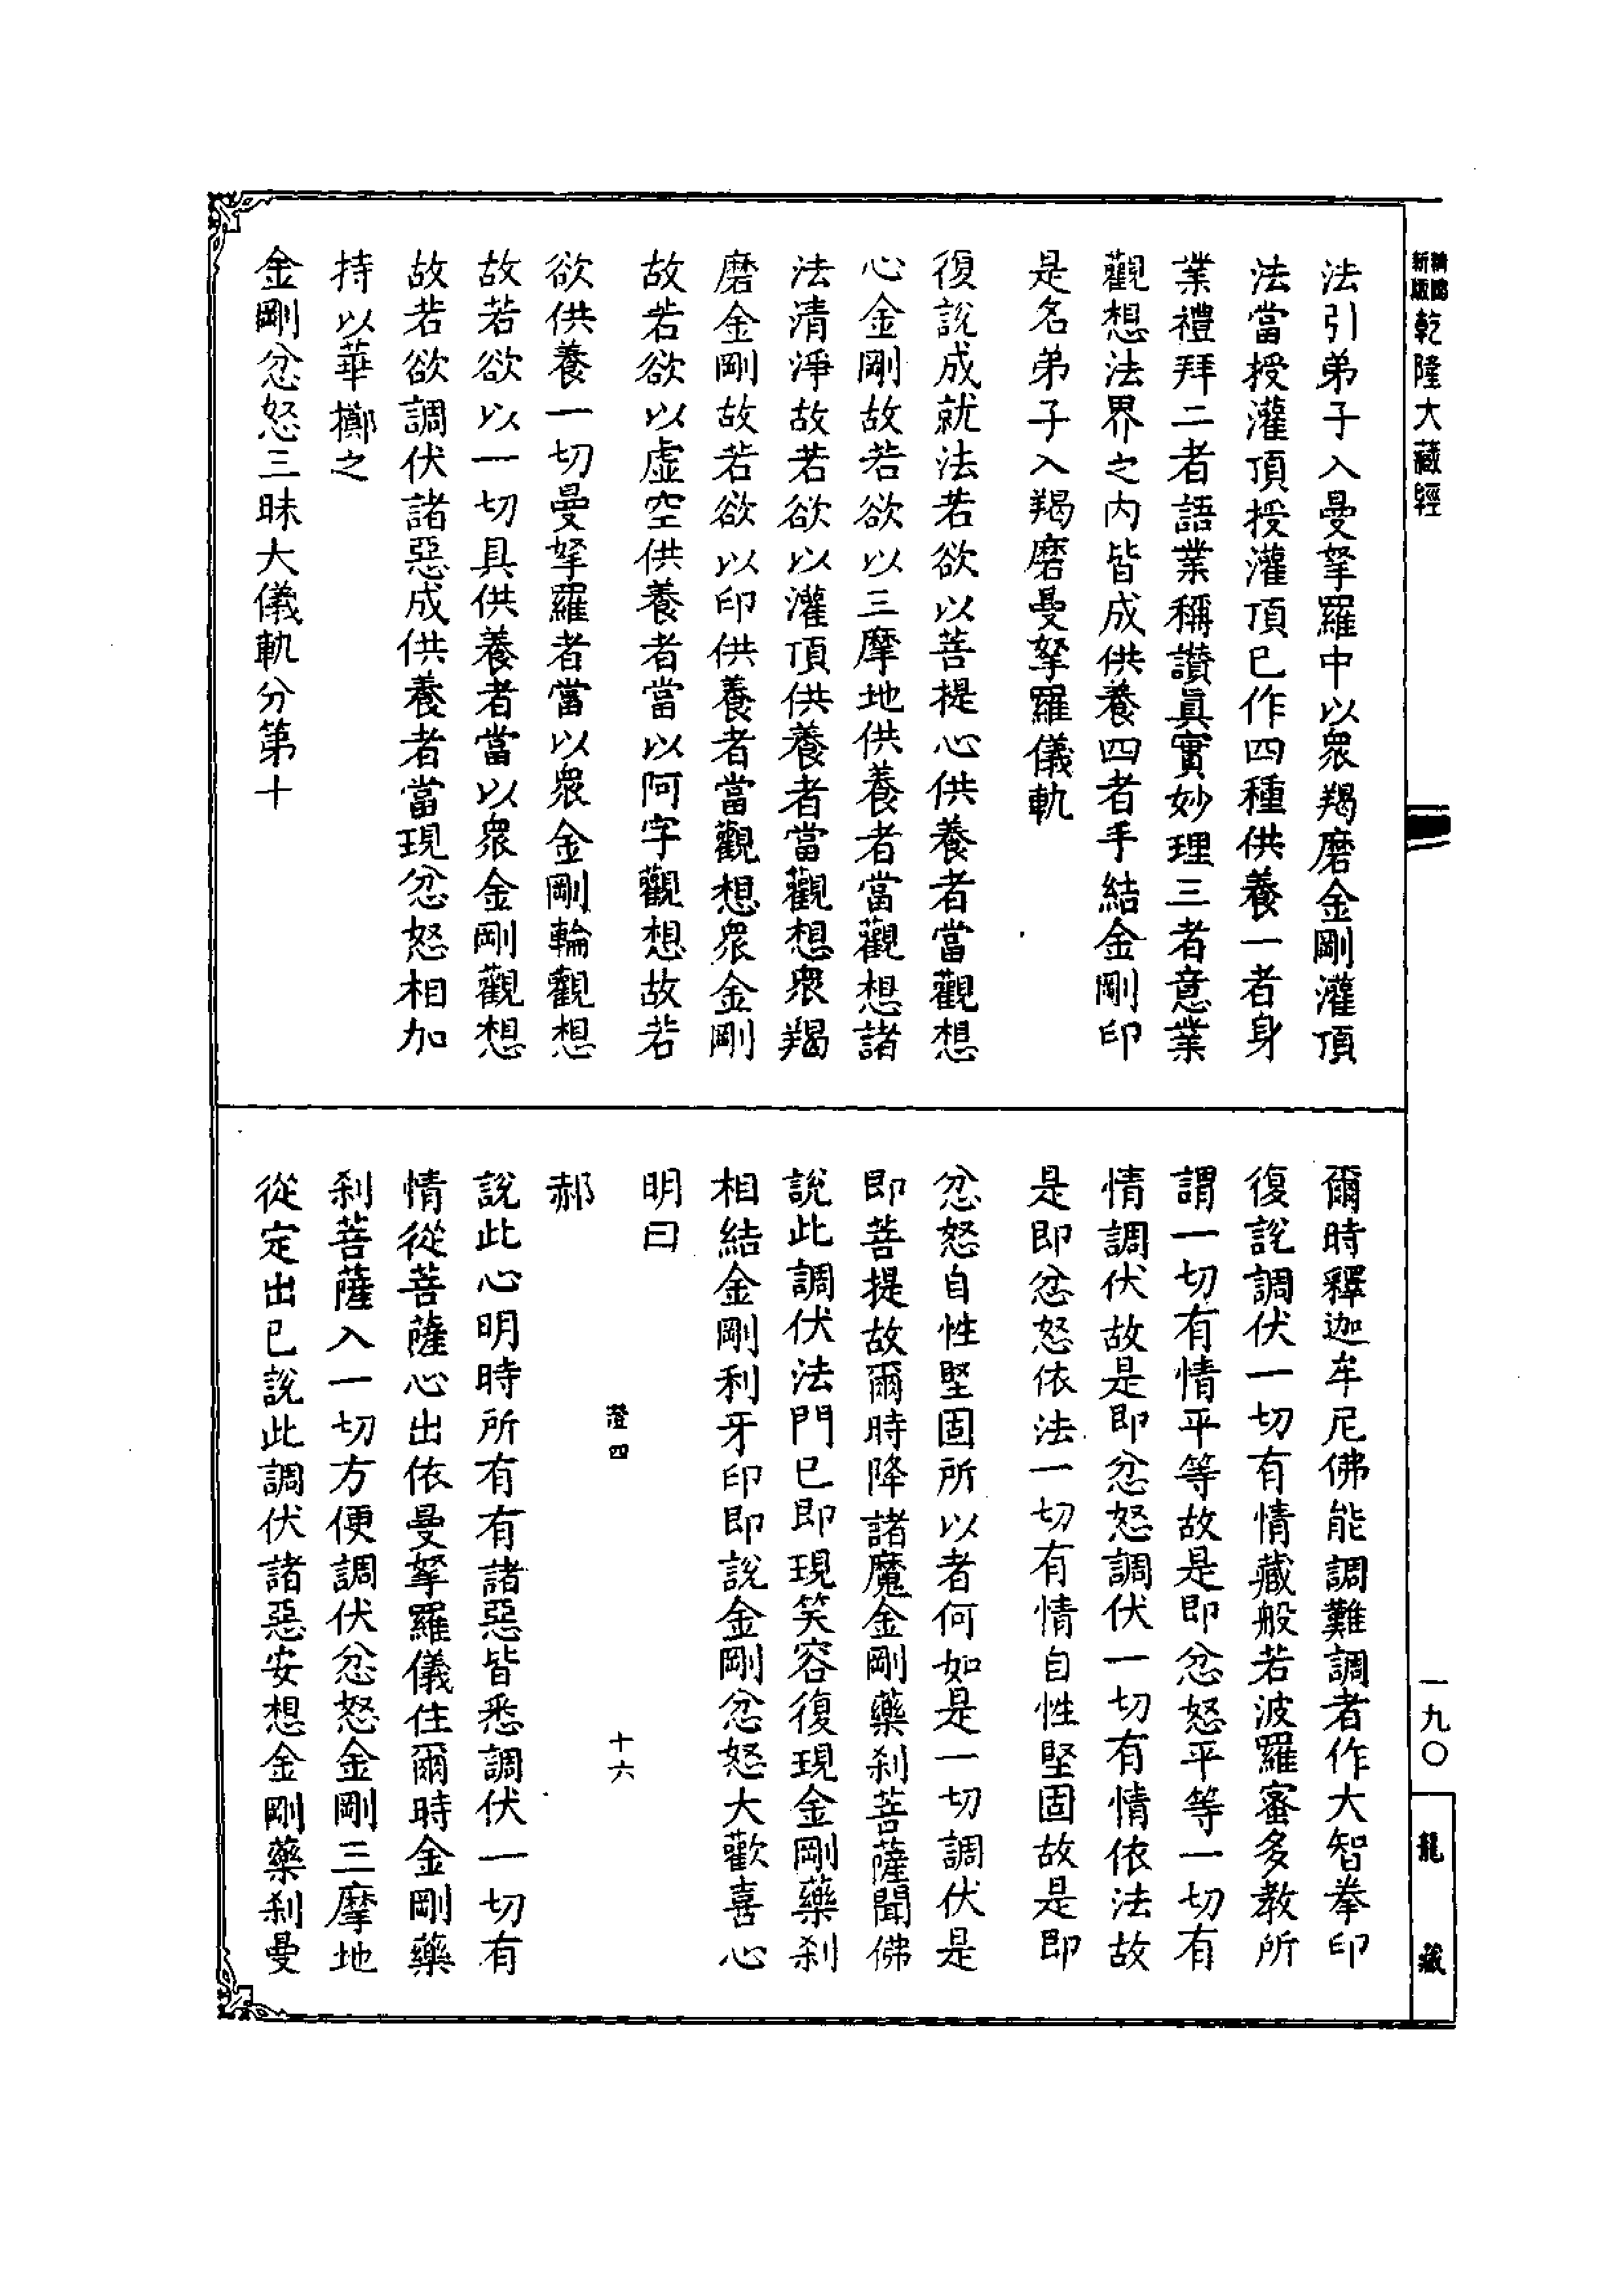 新版
精陽
乾隆大藏經
法引弟子入曼拏羅中以眾羯磨金剛灌頂
法當授灌頂授灌頂已作四種供養一者身
業禮拜二者語業稱讚眞實妙理三者意業
觀想法界之內皆成供養四者手結金剛印
是名弟子入羯磨曼拏羅儀軌
復說成就法若欲以菩提心供養者當觀想
心金剛故若欲以三摩地供養者當觀想諸
法清淨故若欲以灌頂供養者當觀想眾羯
磨金剛故若欲以印供養者當觀想眾金剛
故若欲以虛空供養者當以阿字觀想故若
欲供養一切曼拏羅者當以眾金剛輪觀想
故若欲以一切具供養者當以眾金剛觀想
故若欲調伏諸惡成供養者當現忿怒相加
持以華擲之
金剛忿怒三昧大儀軌分第十
爾時釋迦牟尼佛能調難調者作大智拳印
復說調伏一切有情藏般若波羅蜜多教所
謂一切有情平等故是即忿怒平等一切有
情調伏故是即忿怒調伏一切有情依法故
是即忿怒依法一切有情自性堅固故是即
忿怒自性堅固所以者何如是一切調伏是
即菩提故爾時降諸魔金剛藥刹菩薩聞佛
說此調伏法門已即現笑容復現金剛藥刹
相結金剛利牙印即說金剛忿怒大歡喜心
明曰
澄四 十六
郝
說此心明時所有有諸惡皆悉調伏一切有
情從菩薩心出依曼拏羅儀住爾時金剛藥
刹菩薩入一切方便調伏忿怒金剛三摩地
從定出已說此調伏諸惡安想金剛藥刹曼
一九〇
龍藏